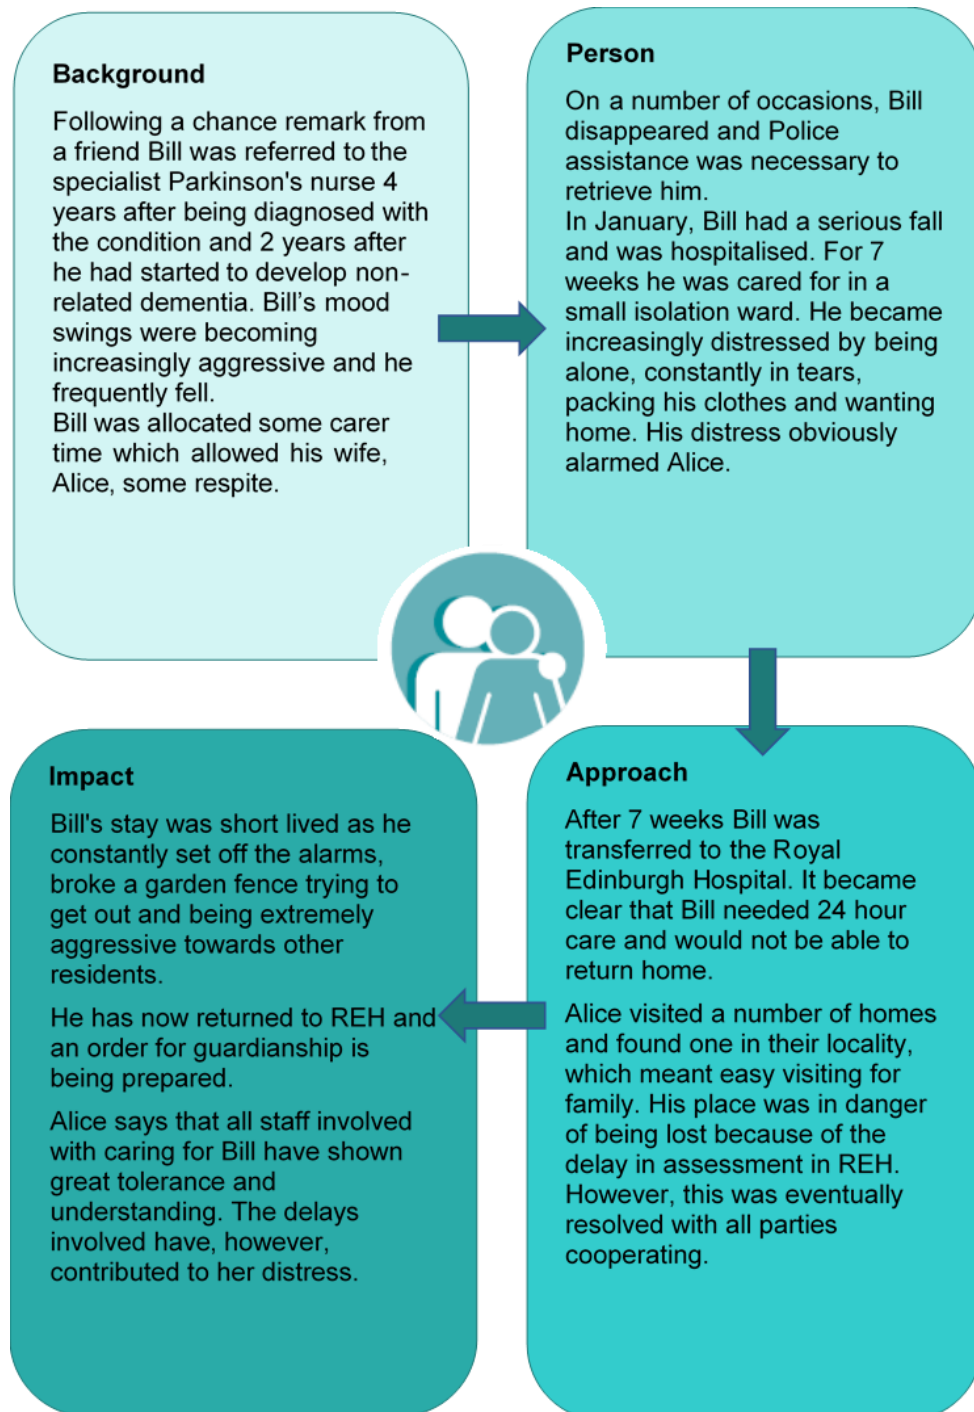 Background
Following a chance remark from
a friend Bill was referred to the
specialist Parkinson's nurse 4
years after being diagnosed with
the condition and 2 years after
he had started to develop non-
related dementia. Bill’s mood
swings were becoming
increasingly aggressive and he
frequently fell.
Bill was allocated some carer
time which allowed his wife,
Alice, some respite.
Person
On a number of occasions, Bill
disappeared and Police
assistance was necessary to
retrieve him.
In January, Bill had a serious fall
and was hospitalised. For 7
weeks he was cared for in a
small isolation ward. He became
increasingly distressed by being
alone, constantly in tears,
packing his clothes and wanting
home. His distress obviously
alarmed Alice.
Approach
After 7 weeks Bill was
transferred to the Royal
Edinburgh Hospital. It became
clear that Bill needed 24 hour
care and would not be able to
return home.
Alice visited a number of homes
and found one in their locality,
which meant easy visiting for
family. His place was in danger
of being lost because of the
delay in assessment in REH.
However, this was eventually
resolved with all parties
cooperating.
Impact
Bill's stay was short lived as he
constantly set off the alarms,
broke a garden fence trying to
get out and being extremely
aggressive towards other
residents.
He has now returned to REH and
an order for guardianship is
being prepared.
Alice says that all staff involved
with caring for Bill have shown
great tolerance and
understanding. The delays
involved have, however,
contributed to her distress.